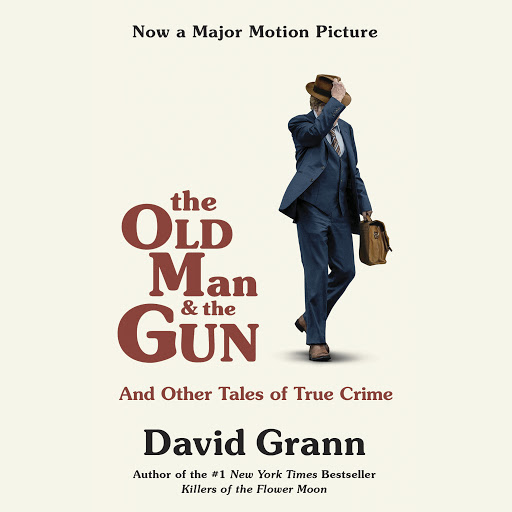 Now a Major Motion Picture
the
OLD
MAN
& the
GUN
And Other Tales of True Crime
David Grann
Author of the #1 New York Times Bestseller
Killers of the Flower Moon